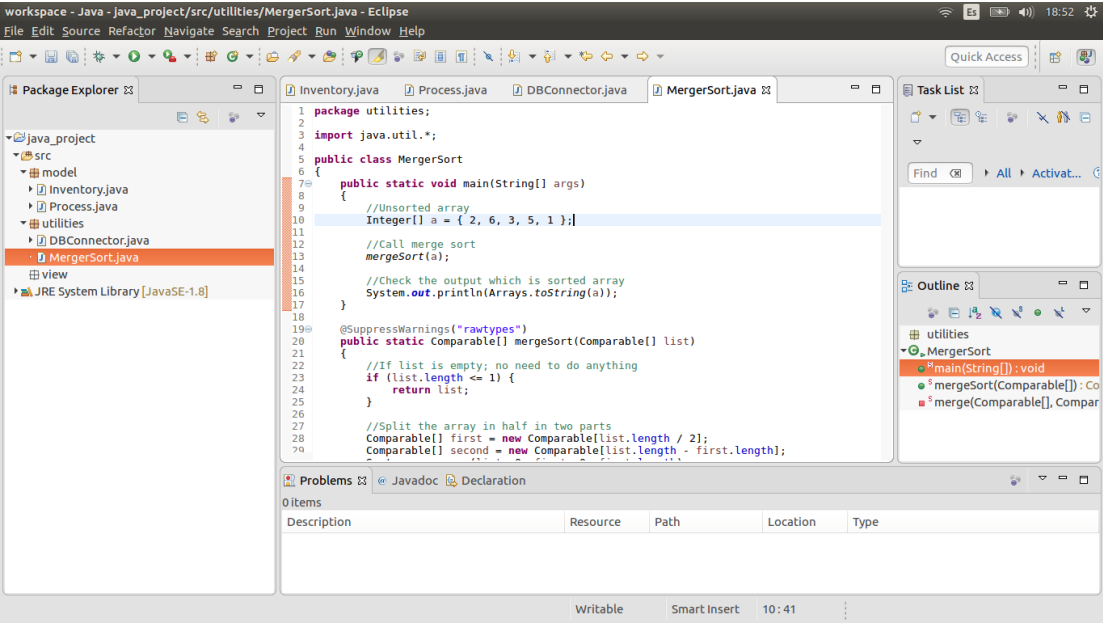 workspace - Java - java_project/src/utilities/MergerSort.java - Eclipse
Es
18:52
File Edit Source Refactor Navigate Search Project Run Window Help
Quick Access
Package Explorer
java_project
src
model
Inventory.java
Process.java
utilities
DBConnector.java
MergerSort.java
view
JRE System Library [JavaSE-1.8]
Inventory.java Process.java DBConnector.java MergerSort.java
1 package utilities;
2
3 import java.util.*;
4
5 public class MergerSort
6 {
7 public static void main(String[] args)
8 {
9 //Unsorted array
10 Integer[] a = { 2, 6, 3, 5, 1 };
11
12 //Call merge sort
13 mergeSort(a);
14
15 //Check the output which is sorted array
16 System.out.println(Arrays.toString(a));
17 }
18
19 @SuppressWarnings("rawtypes")
20 public static Comparable[] mergeSort(Comparable[] list)
21 {
22 //If list is empty; no need to do anything
23 if (list.length <= 1) {
24 return list;
25 }
26
27 //Split the array in half in two parts
28 Comparable[] first = new Comparable[list.length / 2];
29 Comparable[] second = new Comparable[list.length - first.length];
Task List
Find All Activat...
Outline
utilities
MergerSort
main(String[]) : void
mergeSort(Comparable[]) : Co
merge(Comparable[], Compar
Problems Javadoc Declaration
0 items
Description Resource Path Location Type
Writable Smart Insert 10 : 41